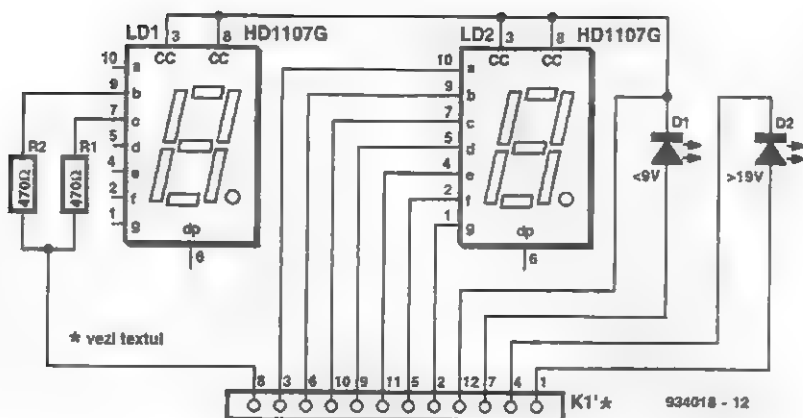 LD1 3 8 HD1107G
CC CC
10 a
9 b
7 c
5 d
4 e
2 f
1 g
dp
6
R2 R1
470Ω 470Ω
LD2 3 8 HD1107G
CC CC
10 a
9 b
7 c
5 d
4 e
2 f
1 g
dp
6
D1
<9V
D2
>19V
* vezi textul
8 3 6 10 9 11 5 2 12 7 4 1 K1'*
934018 - 12